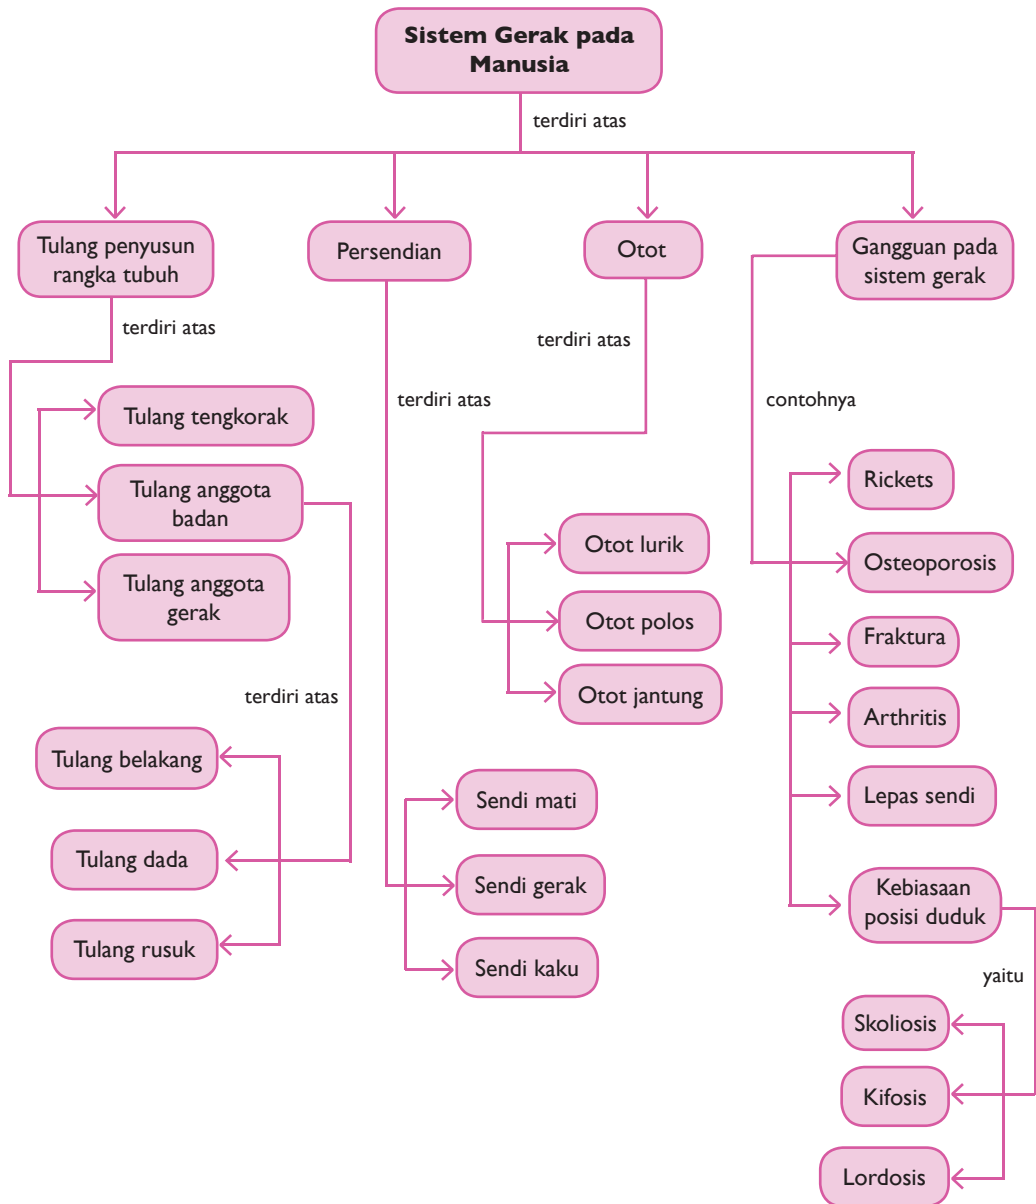 Sistem Gerak pada
Manusia
terdiri atas
Tulang penyusun
rangka tubuh
Persendian
Otot
Gangguan pada
sistem gerak
terdiri atas
terdiri atas
terdiri atas
contohnya
Tulang tengkorak
Tulang anggota
badan
Tulang anggota
gerak
terdiri atas
Tulang belakang
Tulang dada
Tulang rusuk
Sendi mati
Sendi gerak
Sendi kaku
Otot lurik
Otot polos
Otot jantung
Rickets
Osteoporosis
Fraktura
Arthritis
Lepas sendi
Kebiasaan
posisi duduk
yaitu
Skoliosis
Kifosis
Lordosis